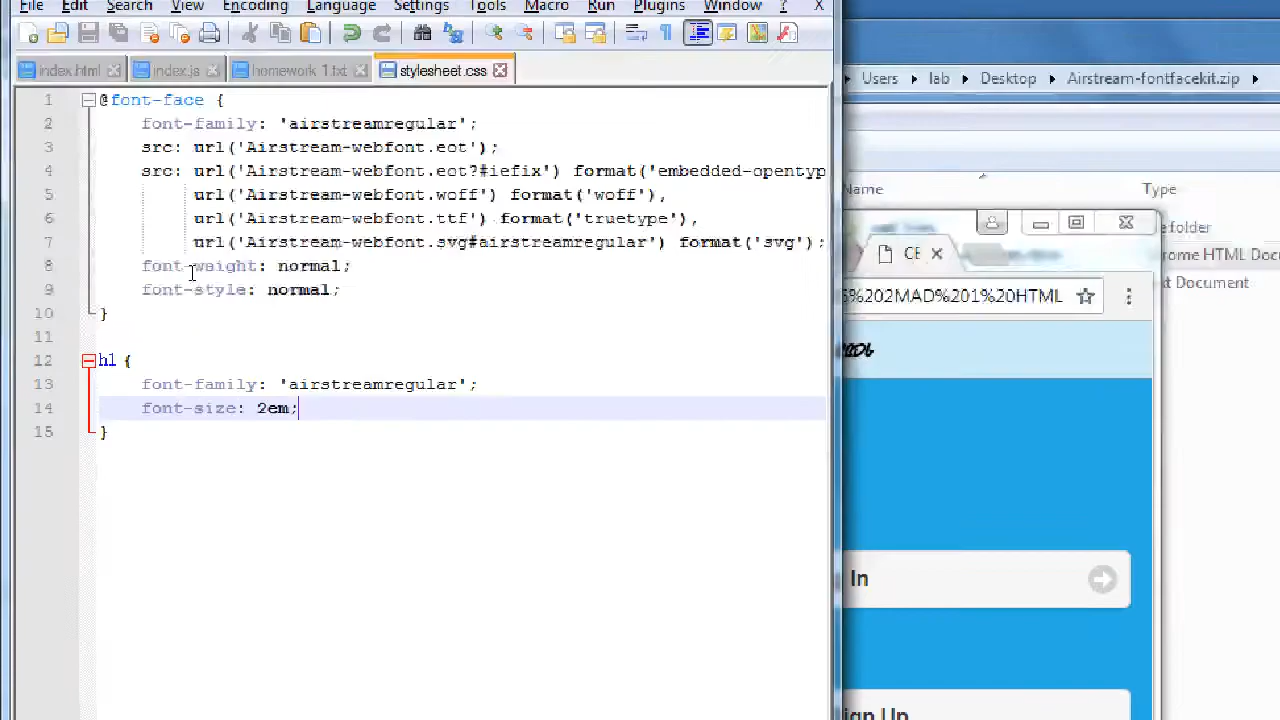 File Edit Search View Encoding Language Settings Tools Macro Run Plugins Window ? X
index.html index.js homework 1.txt stylesheet.css
1 @font-face {
2 font-family: 'airstreamregular';
3 src: url('Airstream-webfont.eot');
4 src: url('Airstream-webfont.eot?#iefix') format('embedded-opentyp
5 url('Airstream-webfont.woff') format('woff'),
6 url('Airstream-webfont.ttf') format('truetype'),
7 url('Airstream-webfont.svg#airstreamregular') format('svg');
8 font-weight: normal;
9 font-style: normal;
10 }
11
12 h1 {
13 font-family: 'airstreamregular';
14 font-size: 2em;
15 }
Users lab Desktop Airstream-fontfacekit.zip
Name Type
e folder
rome HTML Docu
t Document
CE
%202MAD%201%20HTML
In
ign Up